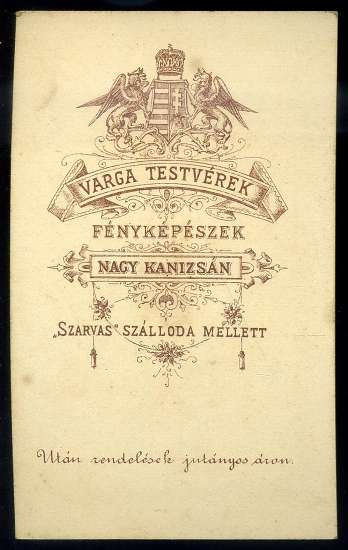 VARGA TESTVÉREK
FÉNYKÉPÉSZEK
NAGY KANIZSÁN
„SZARVAS" SZÁLLODA MELLETT
Után rendelések jutányos áron.